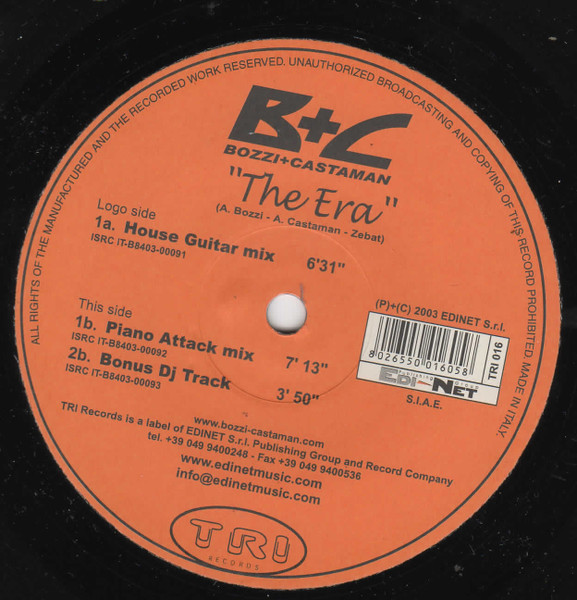 ALL RIGHTS OF THE MANUFACTURED AND THE RECORDED WORK RESERVED. UNAUTHORIZED BROADCASTING AND COPYING OF THIS RECORD PROHIBITED. MADE IN ITALY.
B+C
BOZZI+CASTAMAN
"The Era"
(A. Bozzi - A. Castaman - Zebat)
Logo side
1a. House Guitar mix 6'31"
ISRC IT-B8403-00091
This side
1b. Piano Attack mix 7' 13"
ISRC IT-B8403-00092
2b. Bonus Dj Track 3' 50"
ISRC IT-B8403-00093
(P)+(C) 2003 EDINET S.r.l.
8026550016058
TRI 016
Publishing Group
EDI-NET
S.I.A.E.
www.bozzi-castaman.com
TRI Records is a label of EDINET S.r.l. Publishing Group and Record Company
tel. +39 049 9400248 - Fax +39 049 9400536
www.edinetmusic.com
info@edinetmusic.com
TRI
RECORDS